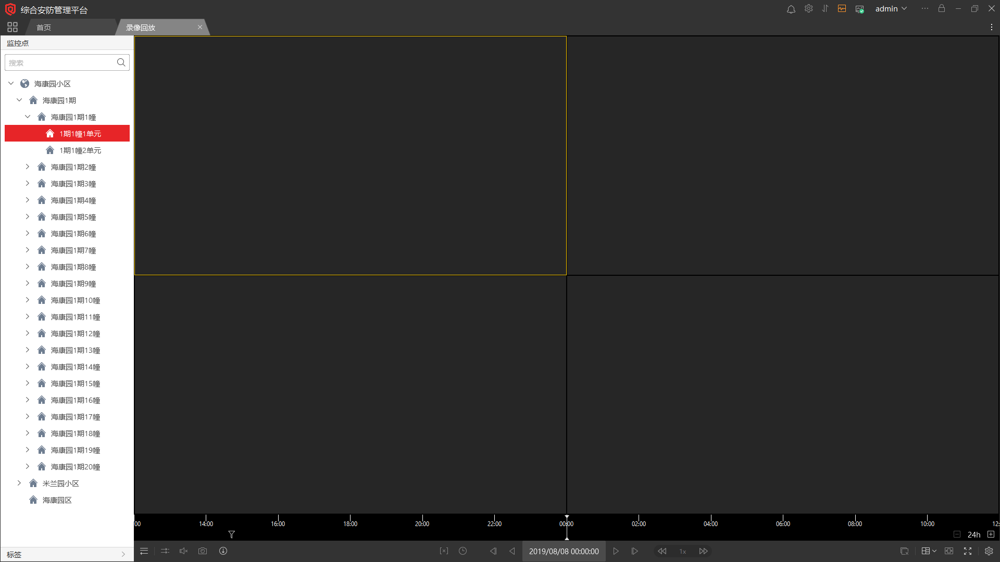 综合安防管理平台
admin
首页
录像回放
监控点
搜索
海康园小区
海康园1期
海康园1期1幢
1期1幢1单元
1期1幢2单元
海康园1期2幢
海康园1期3幢
海康园1期4幢
海康园1期5幢
海康园1期6幢
海康园1期7幢
海康园1期8幢
海康园1期9幢
海康园1期10幢
海康园1期11幢
海康园1期12幢
海康园1期13幢
海康园1期14幢
海康园1期15幢
海康园1期16幢
海康园1期17幢
海康园1期18幢
海康园1期19幢
海康园1期20幢
米兰园小区
海康园区
标签
:00 14:00 16:00 18:00 20:00 22:00 00:00 02:00 04:00 06:00 08:00 10:00 12:
24h
2019/08/08 00:00:00
1x